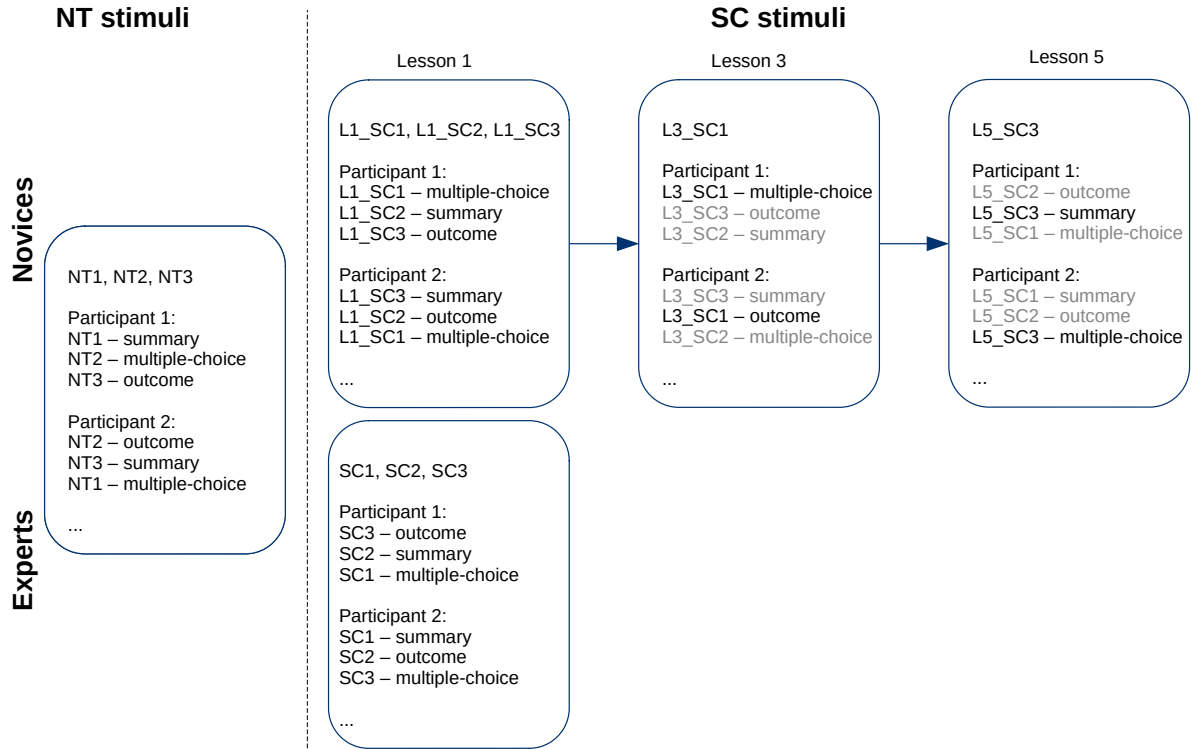 NT stimuli
SC stimuli
Novices
Experts
NT1, NT2, NT3
Participant 1:
NT1 – summary
NT2 – multiple-choice
NT3 – outcome
Participant 2:
NT2 – outcome
NT3 – summary
NT1 – multiple-choice
...
Lesson 1
L1_SC1, L1_SC2, L1_SC3
Participant 1:
L1_SC1 – multiple-choice
L1_SC2 – summary
L1_SC3 – outcome
Participant 2:
L1_SC3 – summary
L1_SC2 – outcome
L1_SC1 – multiple-choice
...
Lesson 3
L3_SC1
Participant 1:
L3_SC1 – multiple-choice
L3_SC3 – outcome
L3_SC2 – summary
Participant 2:
L3_SC3 – summary
L3_SC1 – outcome
L3_SC2 – multiple-choice
...
Lesson 5
L5_SC3
Participant 1:
L5_SC2 – outcome
L5_SC3 – summary
L5_SC1 – multiple-choice
Participant 2:
L5_SC1 – summary
L5_SC2 – outcome
L5_SC3 – multiple-choice
...
SC1, SC2, SC3
Participant 1:
SC3 – outcome
SC2 – summary
SC1 – multiple-choice
Participant 2:
SC1 – summary
SC2 – outcome
SC3 – multiple-choice
...